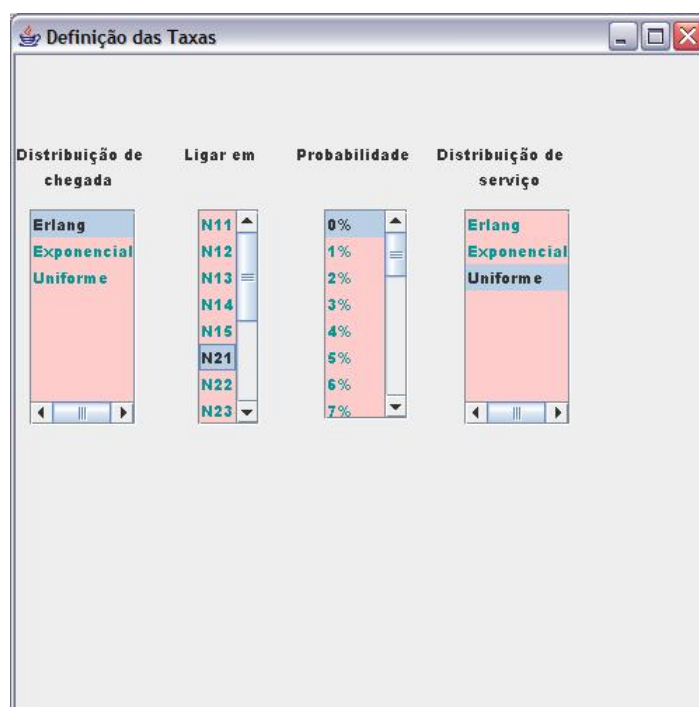 Definição das Taxas
Distribuição de
chegada
Ligar em
Probabilidade
Distribuição de
serviço
Erlang
Exponencial
Uniforme
N11
N12
N13
N14
N15
N21
N22
N23
0%
1%
2%
3%
4%
5%
6%
7%
Erlang
Exponencial
Uniforme